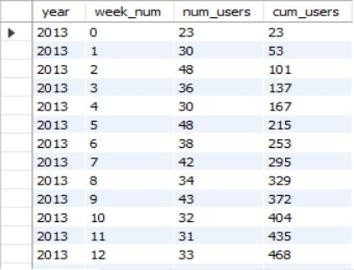 year week_num num_users cum_users
2013 0 23 23
2013 1 30 53
2013 2 48 101
2013 3 36 137
2013 4 30 167
2013 5 48 215
2013 6 38 253
2013 7 42 295
2013 8 34 329
2013 9 43 372
2013 10 32 404
2013 11 31 435
2013 12 33 468